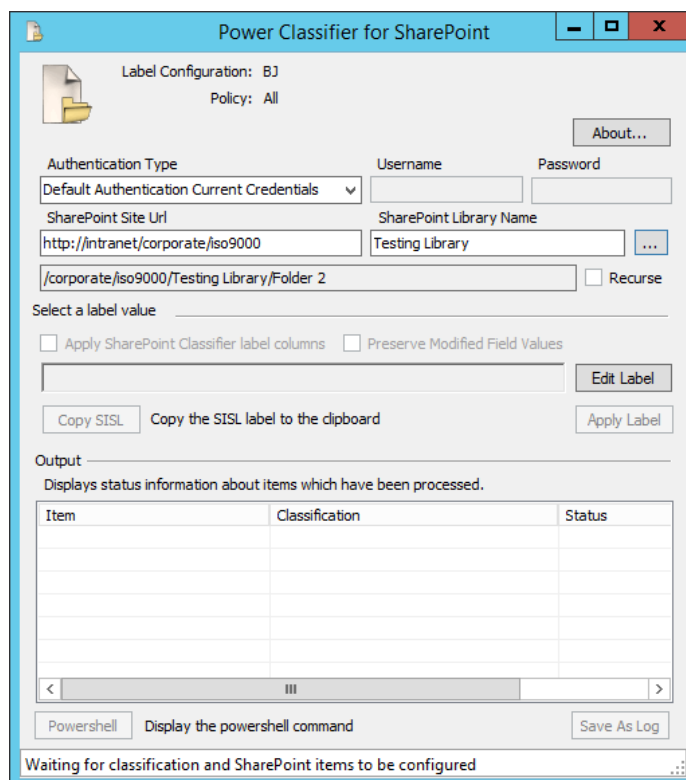 Power Classifier for SharePoint
Label Configuration: BJ
Policy: All
About...
Authentication Type Username Password
Default Authentication Current Credentials
SharePoint Site Url SharePoint Library Name
http://intranet/corporate/iso9000 Testing Library ...
/corporate/iso9000/Testing Library/Folder 2 Recurse
Select a label value
Apply SharePoint Classifier label columns Preserve Modified Field Values
Edit Label
Copy SISL Copy the SISL label to the clipboard Apply Label
Output
Displays status information about items which have been processed.
Item Classification Status
Powershell Display the powershell command Save As Log
Waiting for classification and SharePoint items to be configured